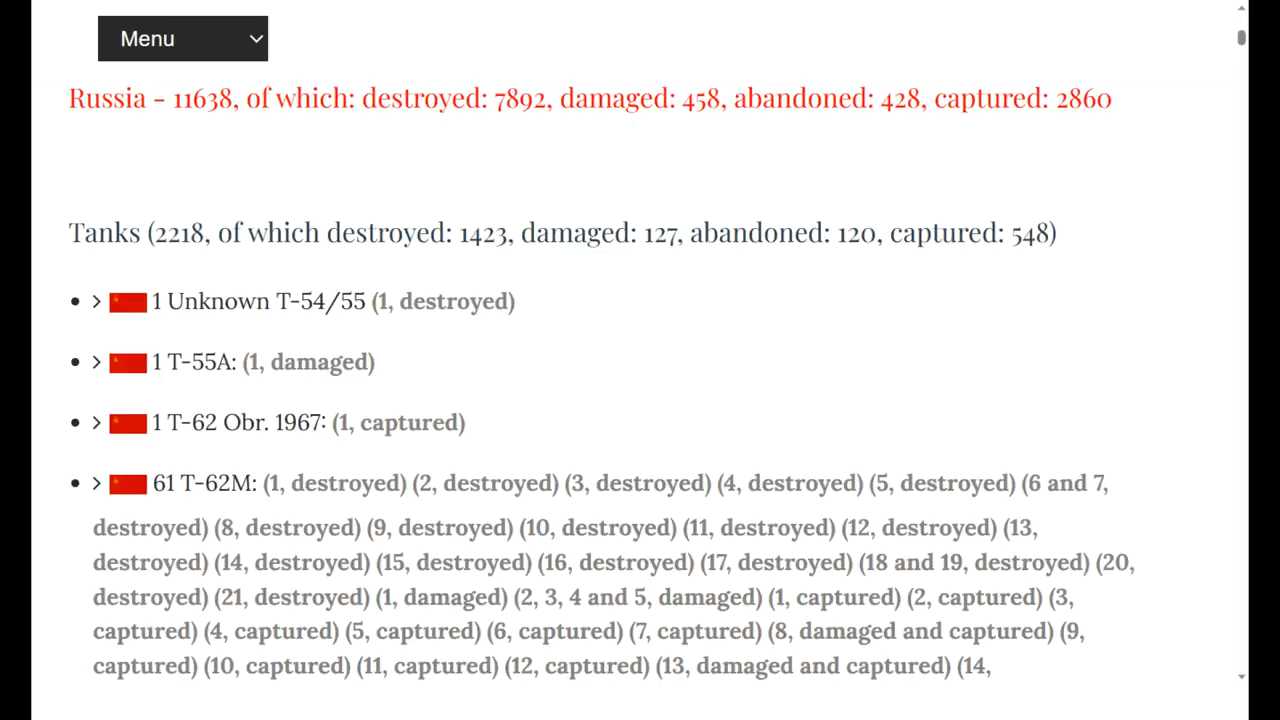 Menu
Russia - 11638, of which: destroyed: 7892, damaged: 458, abandoned: 428, captured: 2860
Tanks (2218, of which destroyed: 1423, damaged: 127, abandoned: 120, captured: 548)
1 Unknown T-54/55 (1, destroyed)
1 T-55A: (1, damaged)
1 T-62 Obr. 1967: (1, captured)
61 T-62M: (1, destroyed) (2, destroyed) (3, destroyed) (4, destroyed) (5, destroyed) (6 and 7,
destroyed) (8, destroyed) (9, destroyed) (10, destroyed) (11, destroyed) (12, destroyed) (13,
destroyed) (14, destroyed) (15, destroyed) (16, destroyed) (17, destroyed) (18 and 19, destroyed) (20,
destroyed) (21, destroyed) (1, damaged) (2, 3, 4 and 5, damaged) (1, captured) (2, captured) (3,
captured) (4, captured) (5, captured) (6, captured) (7, captured) (8, damaged and captured) (9,
captured) (10, captured) (11, captured) (12, captured) (13, damaged and captured) (14,